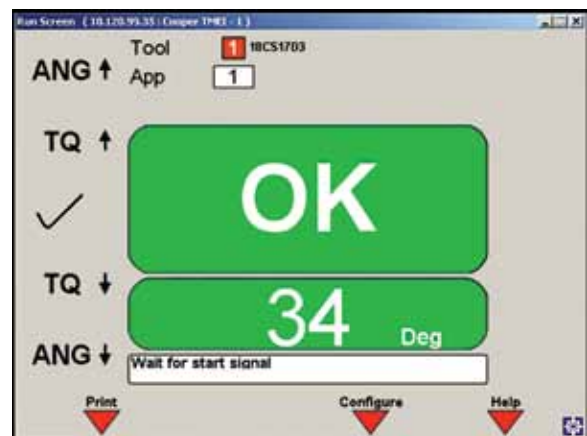 Run Screen ( 10.120.99.35 : Cooper TMEI - 1 )
ANG
Tool 1 18CS1703
App 1
TQ
OK
TQ
34 Deg
ANG
Wait for start signal
Print
Configure
Help